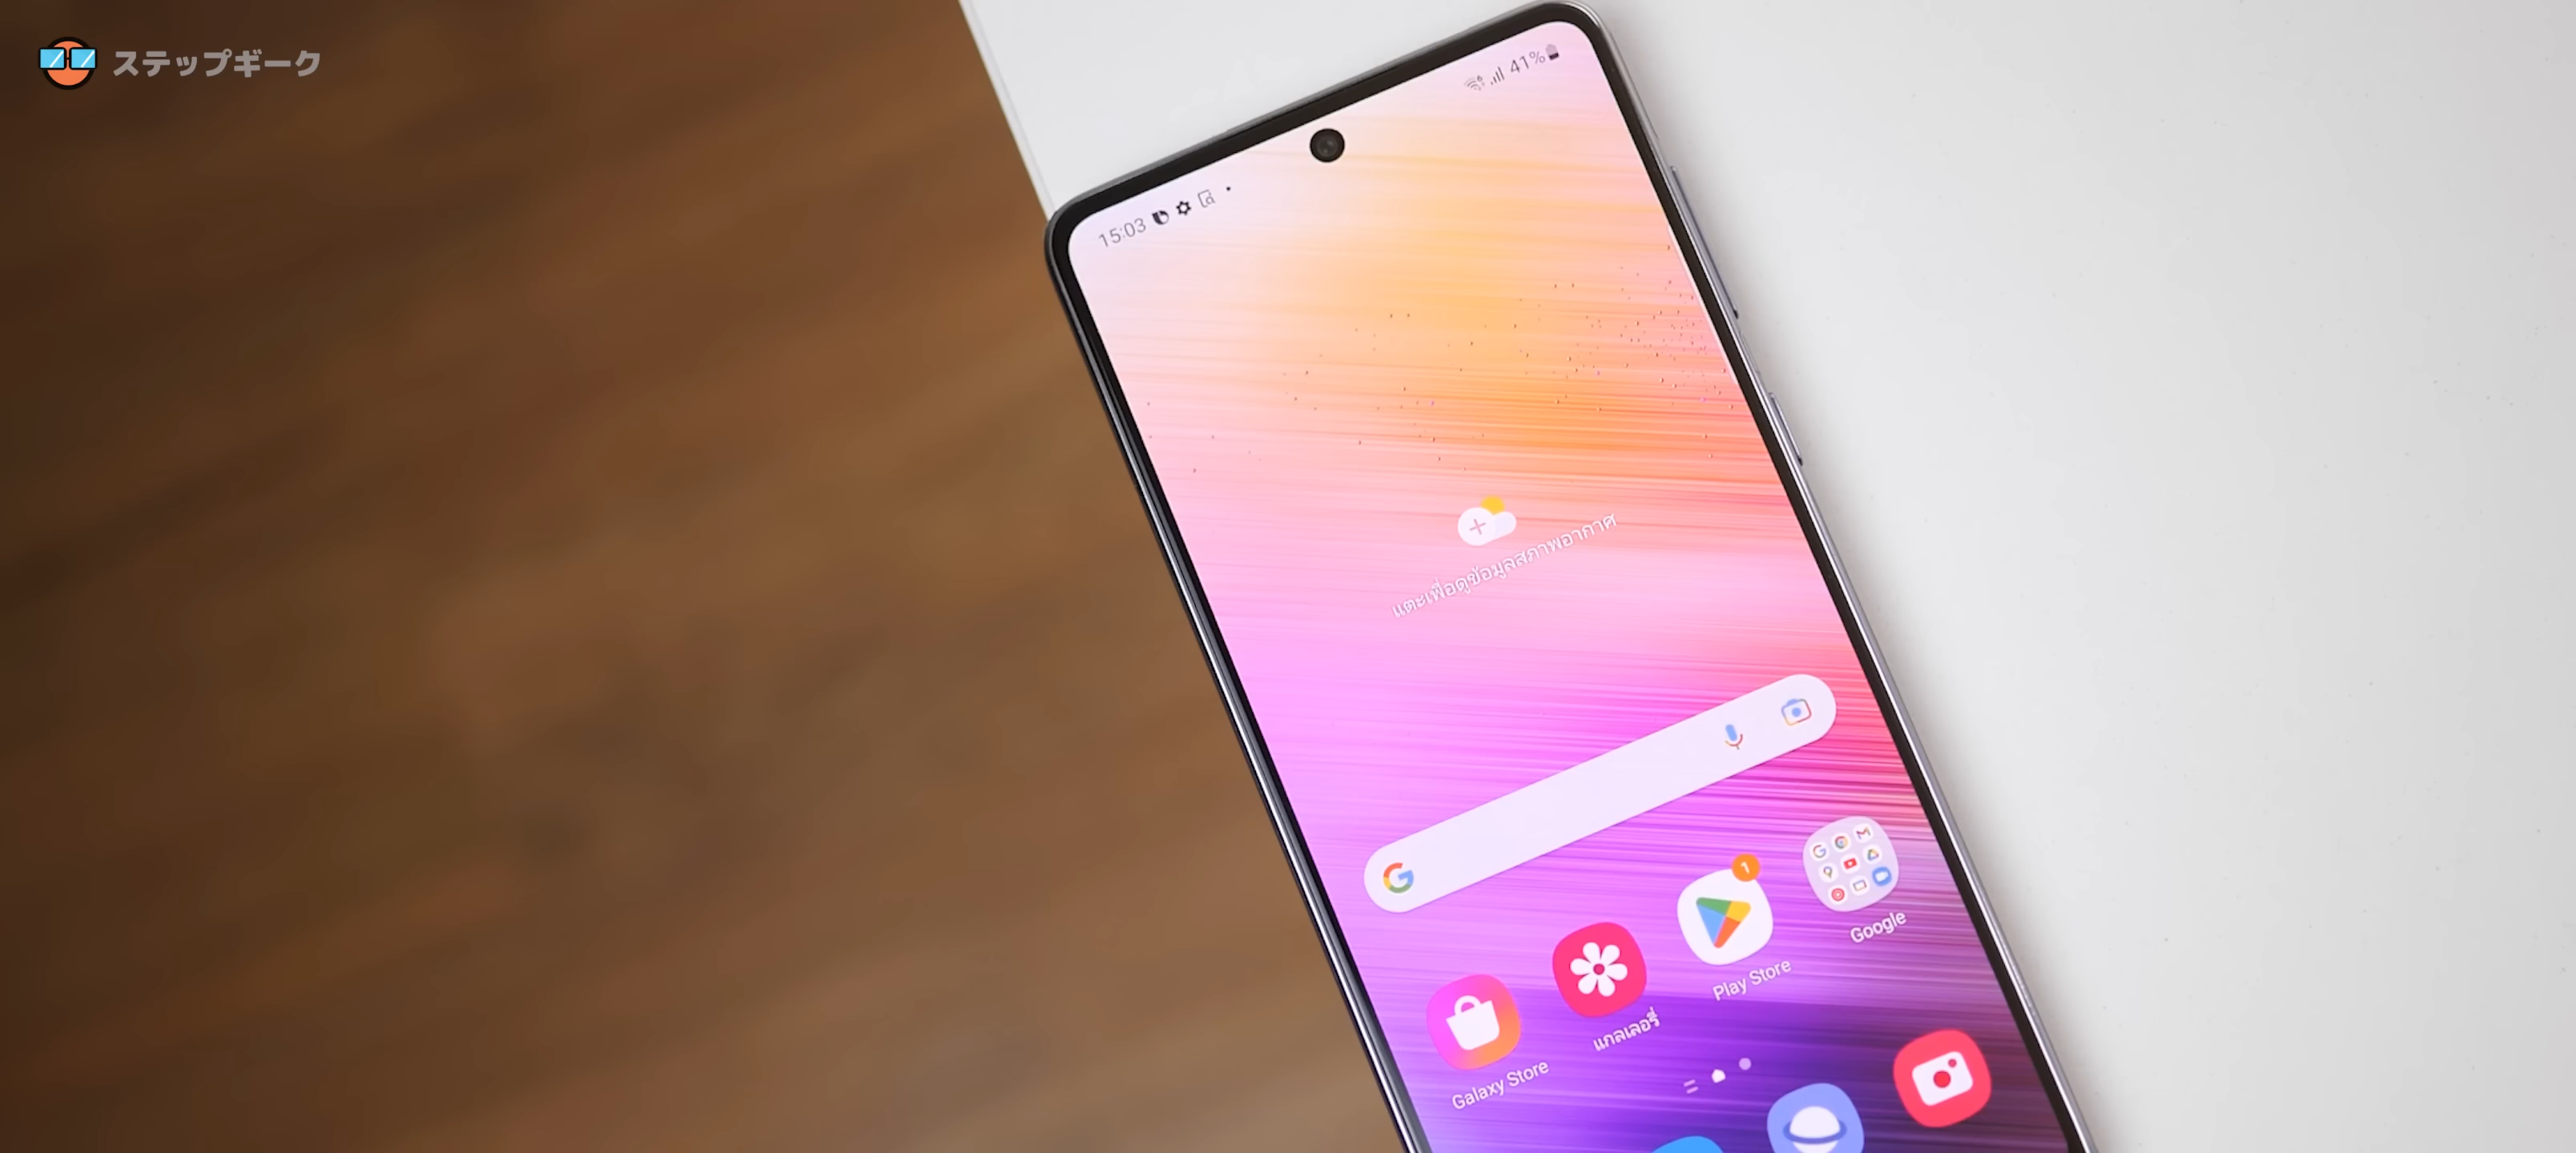 ステップギーク
41%
15:03
แตะเพื่อดูข้อมูลสภาพอากาศ
1
Google
Play Store
แกลเลอรี่
Galaxy Store